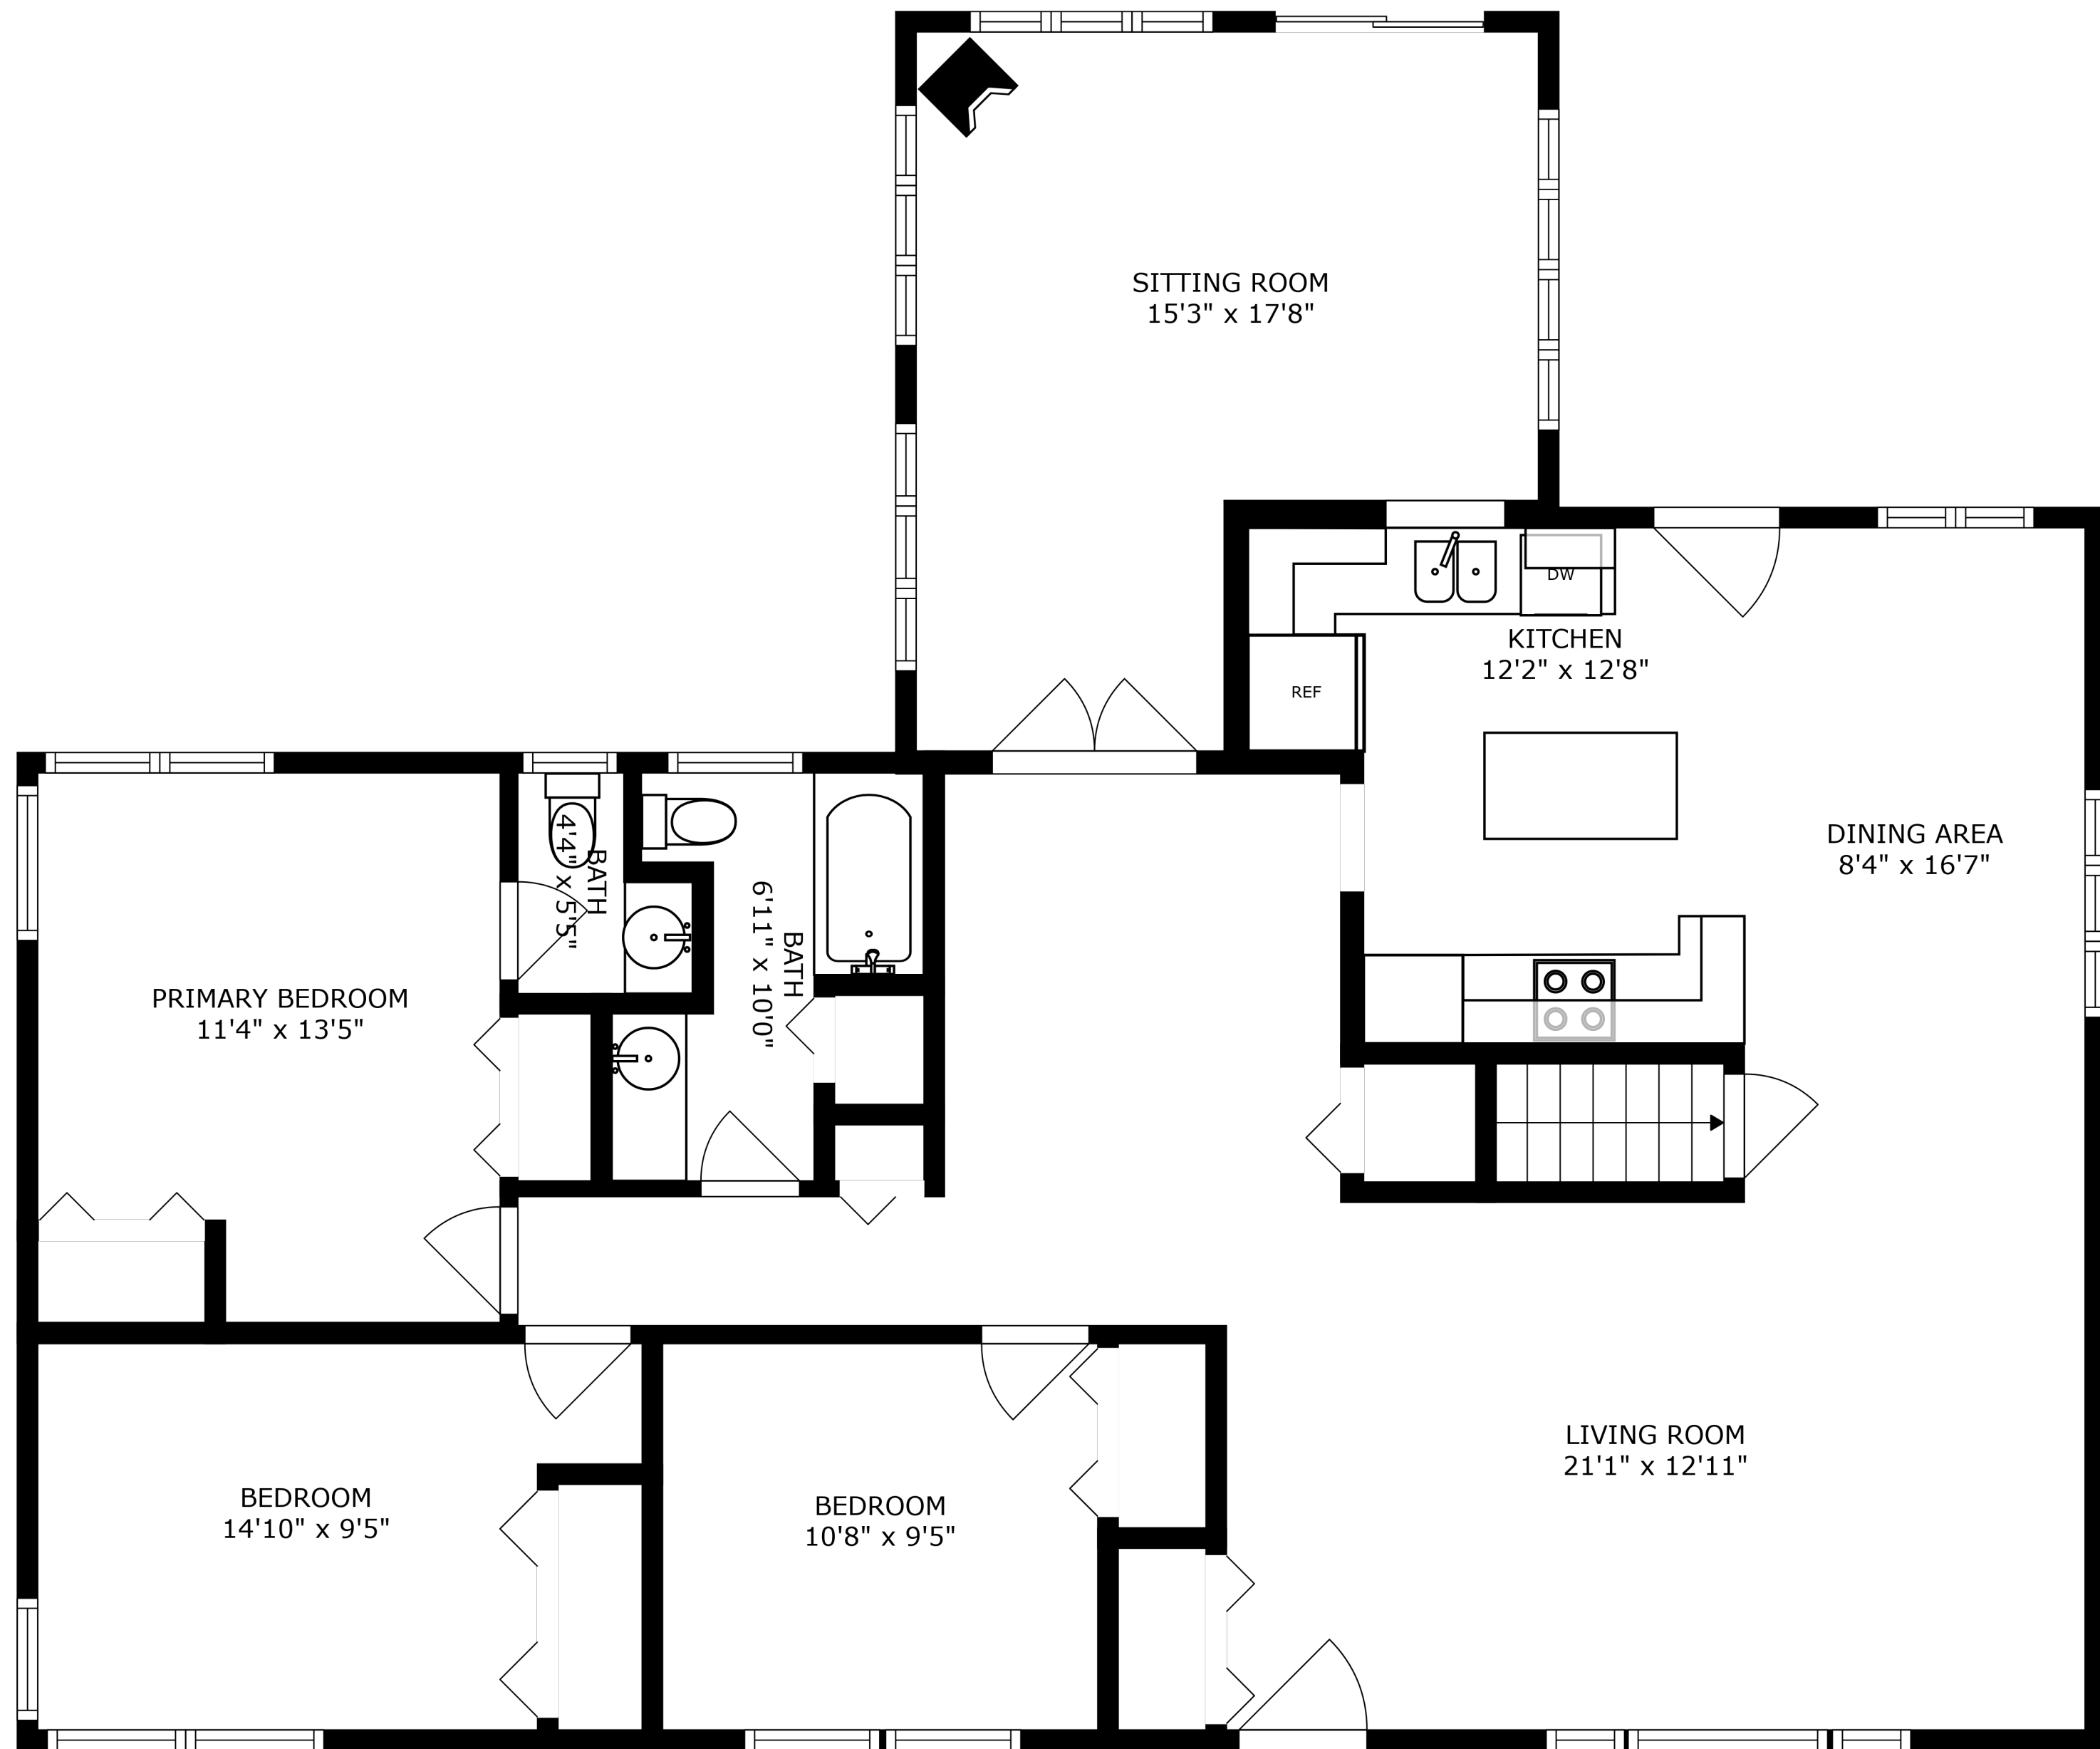 SITTING ROOM
15'3" x 17'8"
DW
KITCHEN
12'2" x 12'8"
REF
DINING AREA
8'4" x 16'7"
BATH
4'4" x 5'5"
BATH
6'11" x 10'0"
PRIMARY BEDROOM
11'4" x 13'5"
LIVING ROOM
21'1" x 12'11"
BEDROOM
14'10" x 9'5"
BEDROOM
10'8" x 9'5"